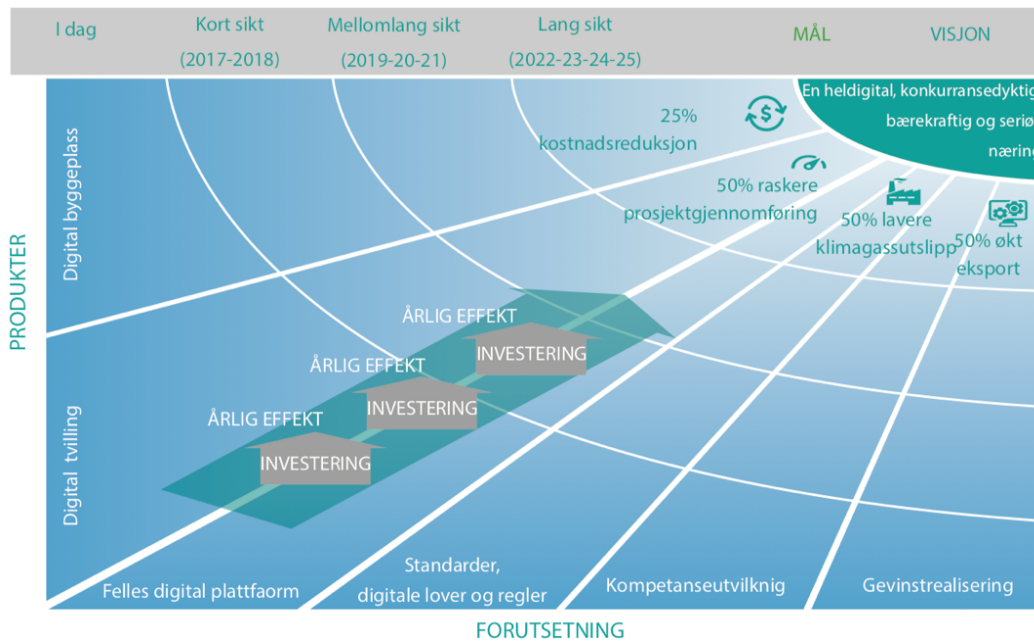 I dag
Kort sikt
(2017-2018)
Mellomlang sikt
(2019-20-21)
Lang sikt
(2022-23-24-25)
MÅL
VISJON
En heldigital, konkurransedyktig
bærekraftig og seriø
næring
25%
kostnadsreduksjon
50% raskere
prosjektgjennomføring
50% lavere
klimagassutslipp
50% økt
eksport
PRODUKTER
Digital byggeplass
Digital tvilling
ÅRLIG EFFEKT
INVESTERING
ÅRLIG EFFEKT
INVESTERING
ÅRLIG EFFEKT
INVESTERING
Felles digital plattfaorm
Standarder,
digitale lover og regler
Kompetanseutvilknig
Gevinstrealisering
FORUTSETNING